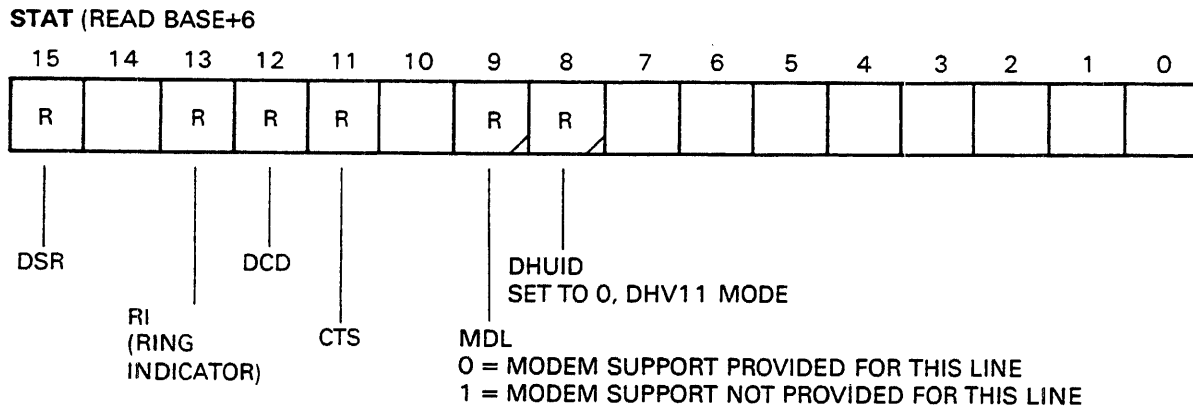 STAT (READ BASE+6
15 14 13 12 11 10 9 8 7 6 5 4 3 2 1 0
R R R R R R
DSR DCD DHUID
SET TO 0, DHV11 MODE
RI CTS MDL
(RING 0 = MODEM SUPPORT PROVIDED FOR THIS LINE
INDICATOR) 1 = MODEM SUPPORT NOT PROVIDED FOR THIS LINE